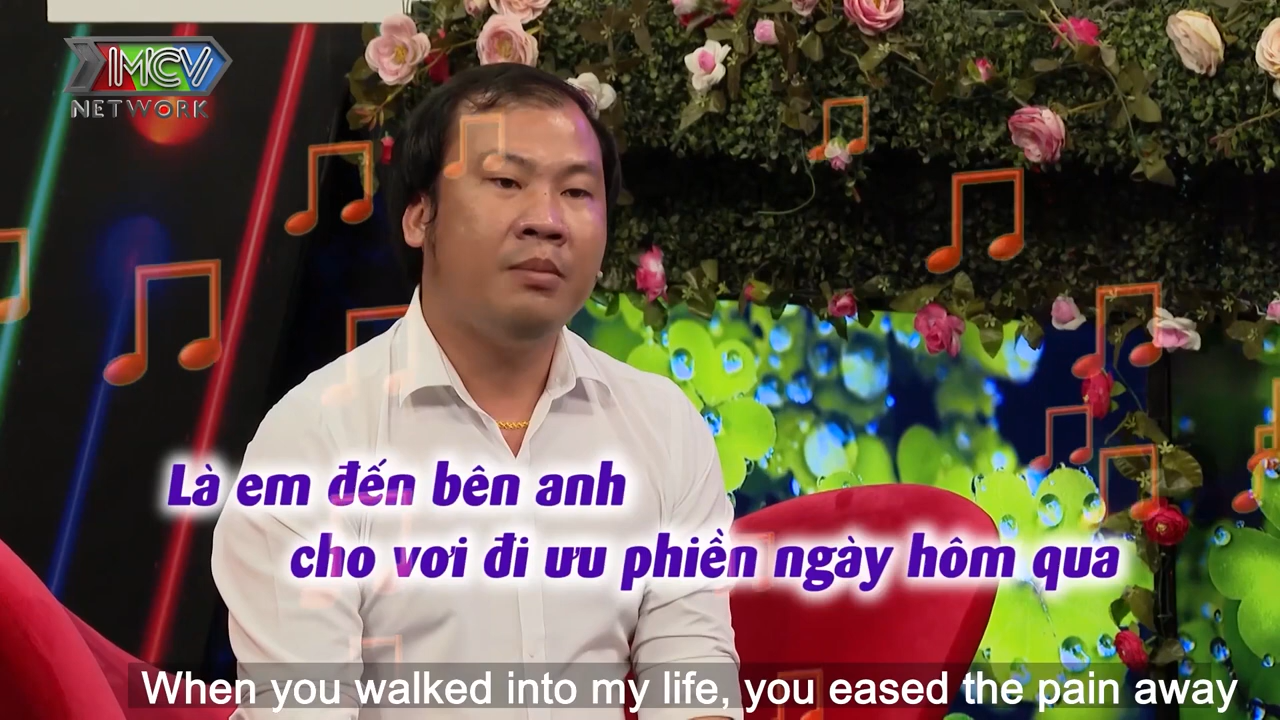 MCV
NETWORK
Là em đến bên anh
cho vơi đi ưu phiền ngày hôm qua
When you walked into my life, you eased the pain away